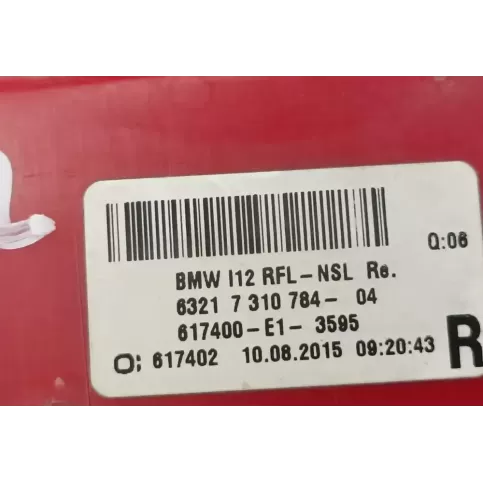 Q:06
BMW I12 RFL-NSL Re.
6321 7 310 784- 04
617400-E1- 3595
O; 617402 10.08.2015 09:20:43
R